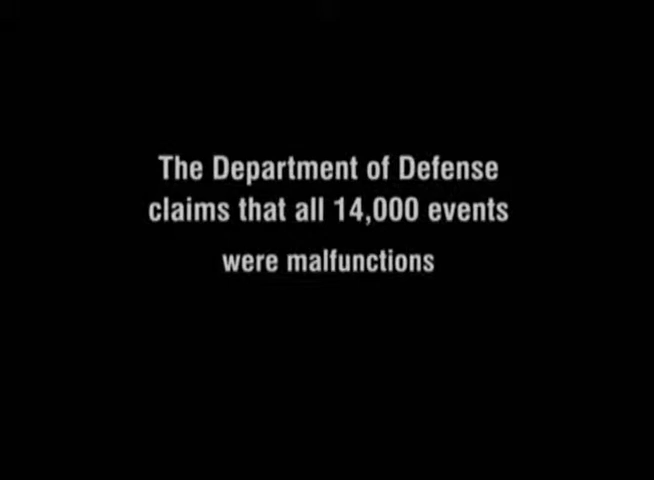 The Department of Defense
claims that all 14,000 events
were malfunctions